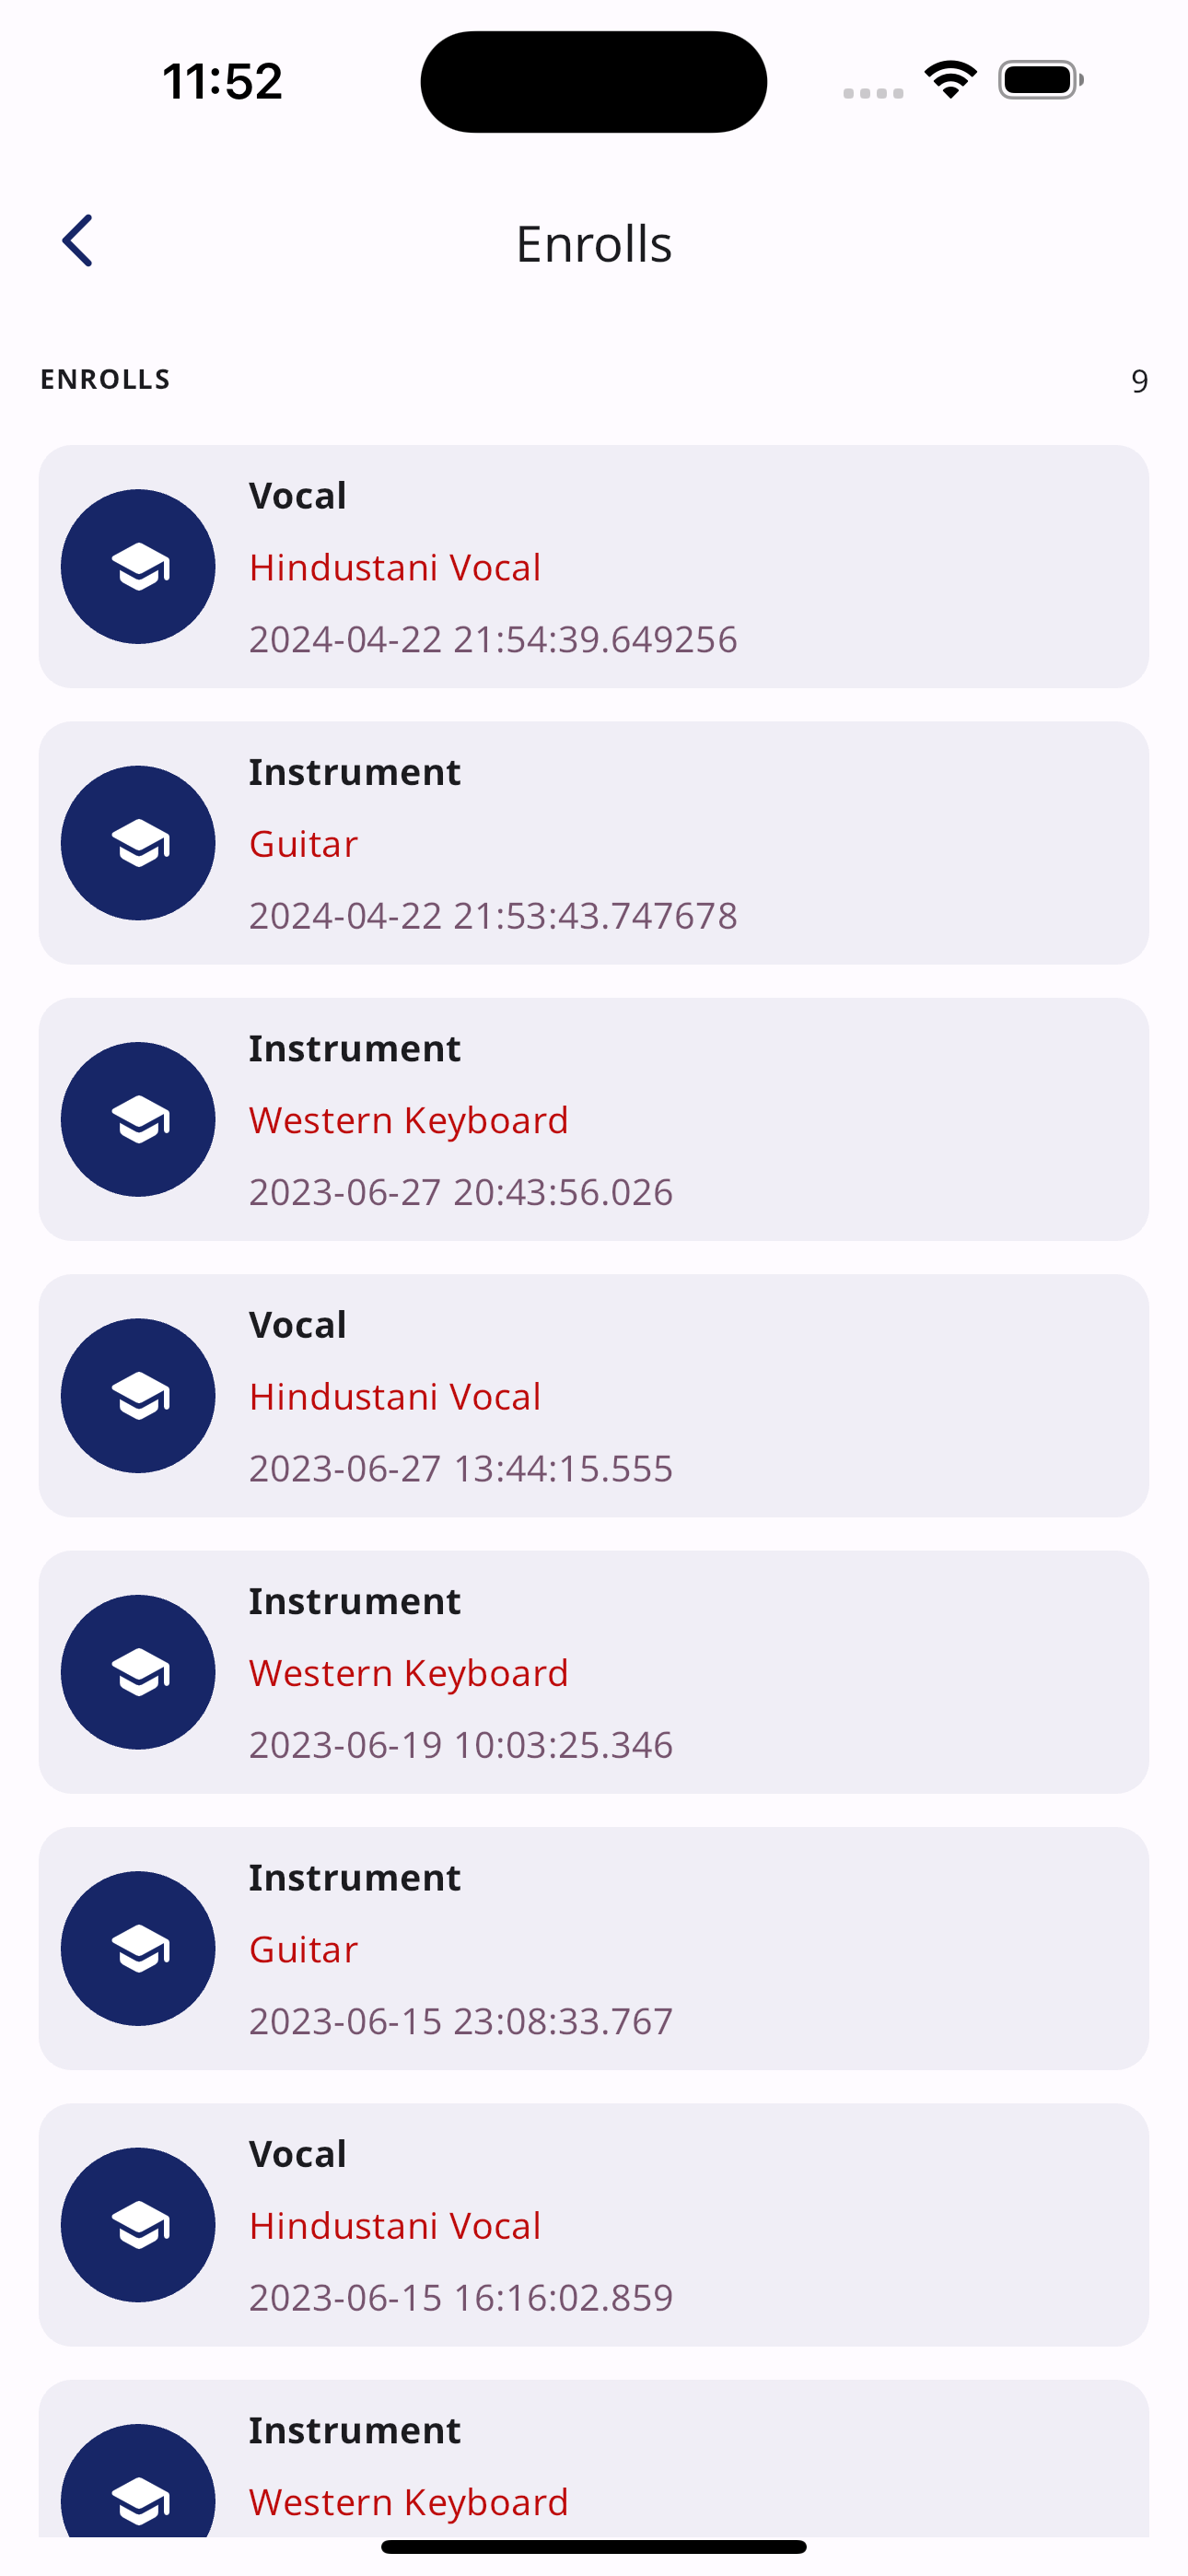 11:52
Enrolls
ENROLLS 9
Vocal
Hindustani Vocal
2024-04-22 21:54:39.649256
Instrument
Guitar
2024-04-22 21:53:43.747678
Instrument
Western Keyboard
2023-06-27 20:43:56.026
Vocal
Hindustani Vocal
2023-06-27 13:44:15.555
Instrument
Western Keyboard
2023-06-19 10:03:25.346
Instrument
Guitar
2023-06-15 23:08:33.767
Vocal
Hindustani Vocal
2023-06-15 16:16:02.859
Instrument
Western Keyboard